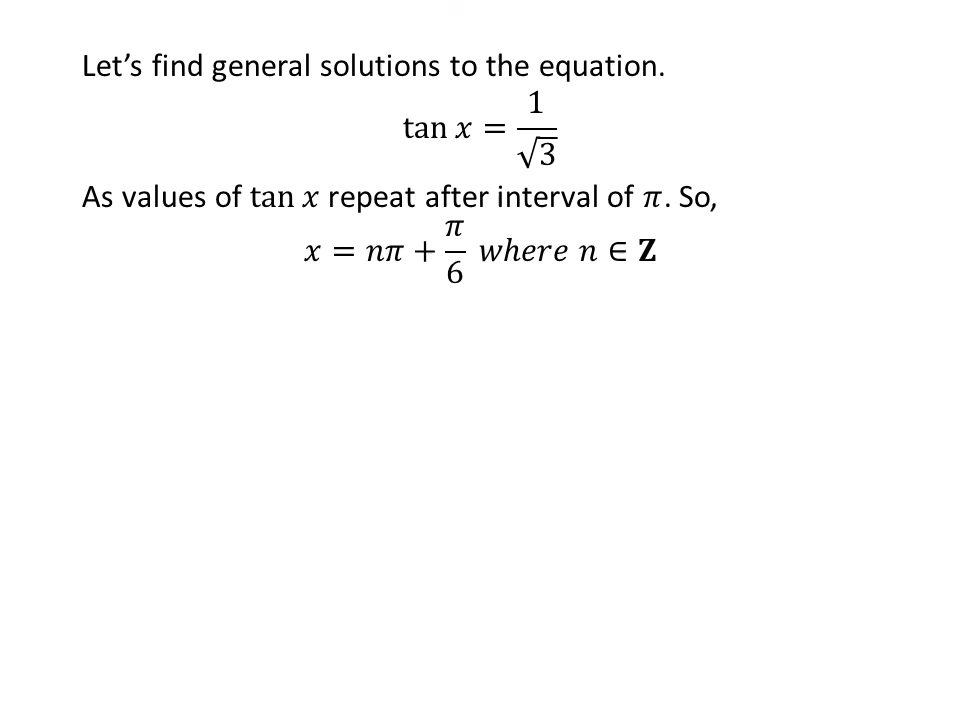 Let’s find general solutions to the equation.
tan 𝑥 = 1/√3
As values of tan 𝑥 repeat after interval of 𝜋. So,
𝑥 = 𝑛𝜋 + 𝜋/6 𝑤ℎ𝑒𝑟𝑒 𝑛 ∈ 𝐙